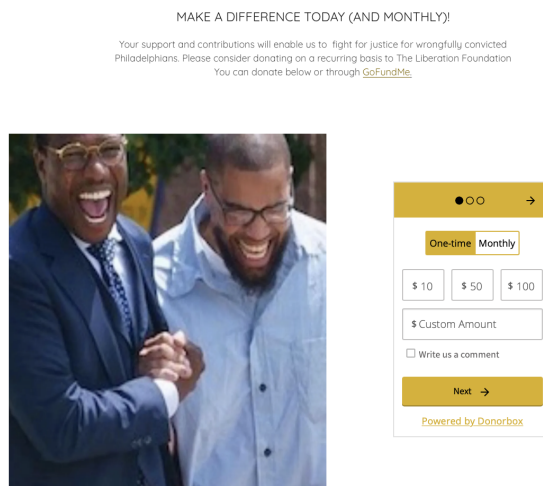 MAKE A DIFFERENCE TODAY (AND MONTHLY)!
Your support and contributions will enable us to fight for justice for wrongfully convicted
Philadelphians. Please consider donating on a recurring basis to The Liberation Foundation
You can donate below or through GoFundMe.
One-time Monthly
$ 10 $ 50 $ 100
$ Custom Amount
Write us a comment
Next →
Powered by Donorbox